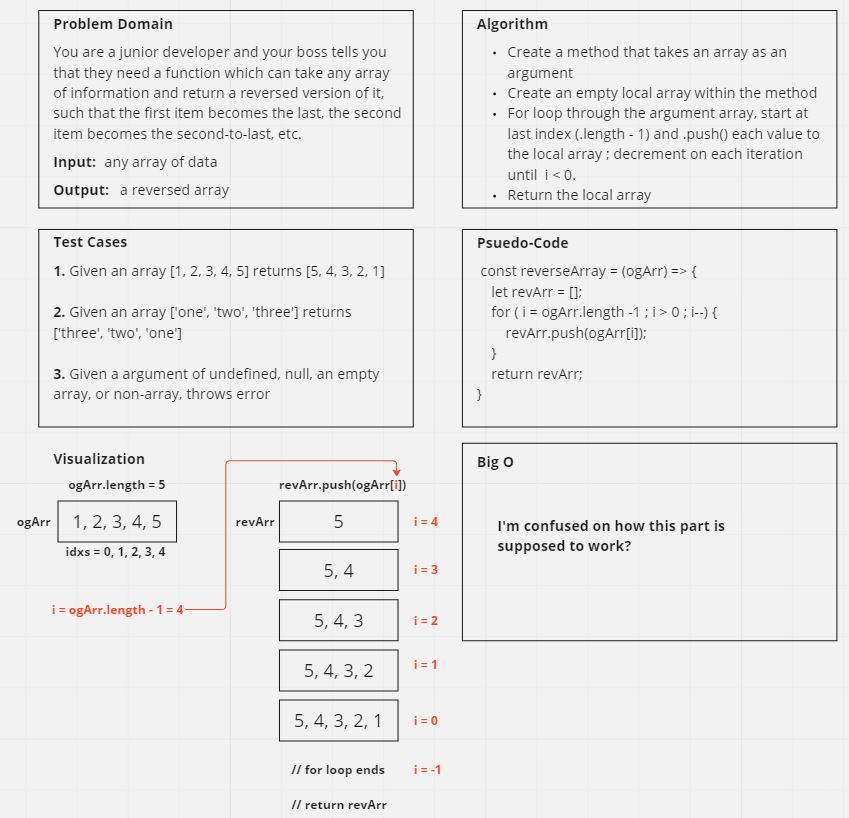 Problem Domain
You are a junior developer and your boss tells you
that they need a function which can take any array
of information and return a reversed version of it,
such that the first item becomes the last, the second
item becomes the second-to-last, etc.
Input: any array of data
Output: a reversed array
Algorithm
• Create a method that takes an array as an
argument
• Create an empty local array within the method
• For loop through the argument array, start at
last index (.length - 1) and .push() each value to
the local array ; decrement on each iteration
until i < 0.
• Return the local array
Test Cases
1. Given an array [1, 2, 3, 4, 5] returns [5, 4, 3, 2, 1]
2. Given an array ['one', 'two', 'three'] returns
['three', 'two', 'one']
3. Given a argument of undefined, null, an empty
array, or non-array, throws error
Psuedo-Code
const reverseArray = (ogArr) => {
let revArr = [];
for ( i = ogArr.length -1 ; i > 0 ; i--) {
revArr.push(ogArr[i]);
}
return revArr;
}
Visualization
ogArr.length = 5
ogArr
1, 2, 3, 4, 5
idxs = 0, 1, 2, 3, 4
i = ogArr.length - 1 = 4
revArr.push(ogArr[i])
revArr
5
i = 4
5, 4
i = 3
5, 4, 3
i = 2
5, 4, 3, 2
i = 1
5, 4, 3, 2, 1
i = 0
// for loop ends
i = -1
// return revArr
Big O
I'm confused on how this part is
supposed to work?